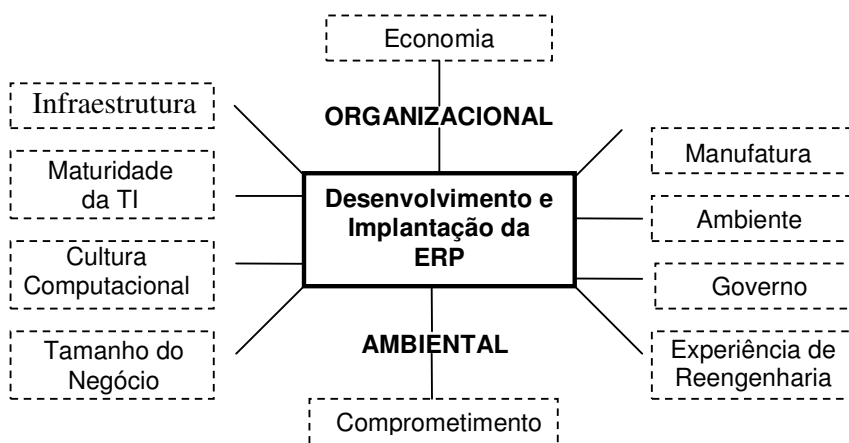 Economia
ORGANIZACIONAL
Infraestrutura
Maturidade
da TI
Cultura
Computacional
Tamanho do
Negócio
Desenvolvimento e
Implantação da
ERP
Manufatura
Ambiente
Governo
Experiência de
Reengenharia
AMBIENTAL
Comprometimento